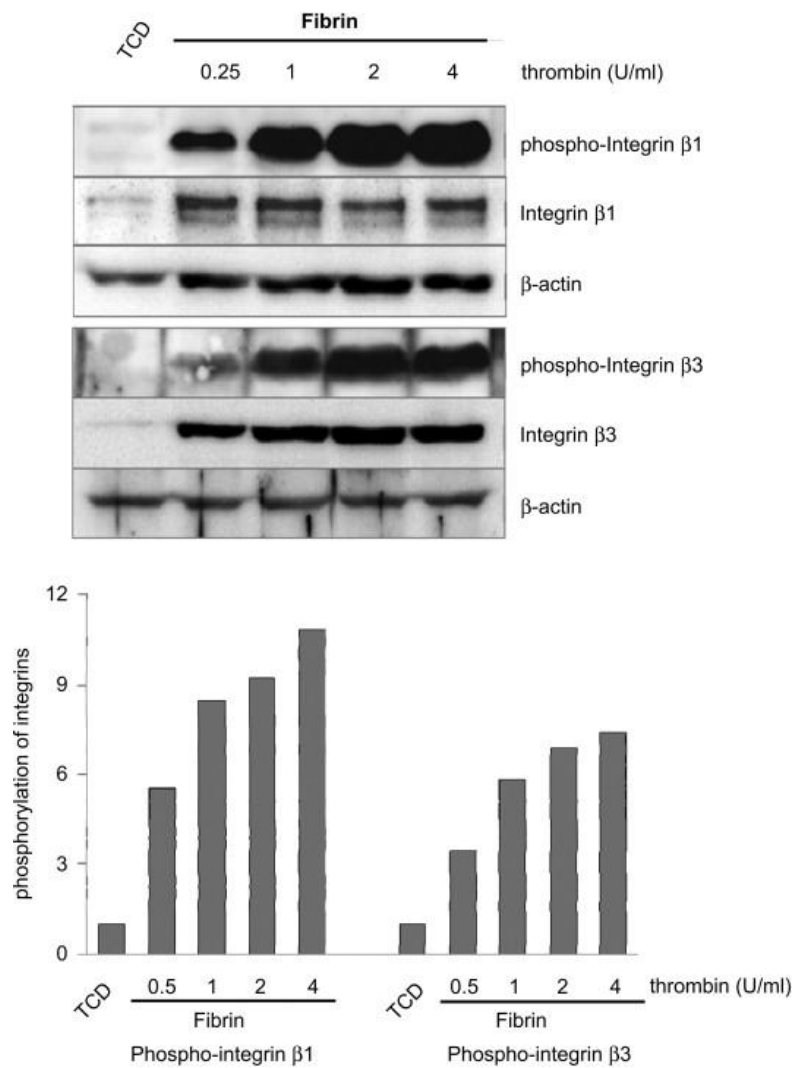 Fibrin
TCD 0.25 1 2 4 thrombin (U/ml)
phospho-Integrin β1
Integrin β1
β-actin
phospho-Integrin β3
Integrin β3
β-actin
phosphorylation of integrins
12
9
6
3
0
TCD 0.5 1 2 4 TCD 0.5 1 2 4 thrombin (U/ml)
Fibrin Fibrin
Phospho-integrin β1 Phospho-integrin β3